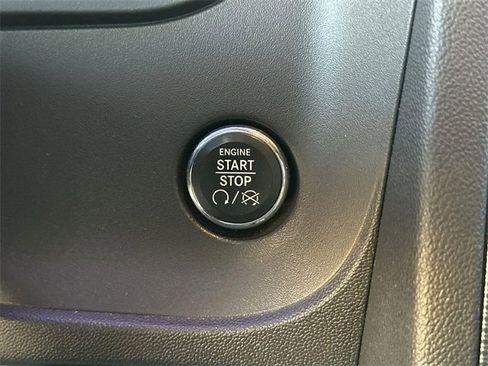 ENGINE
START
STOP
/